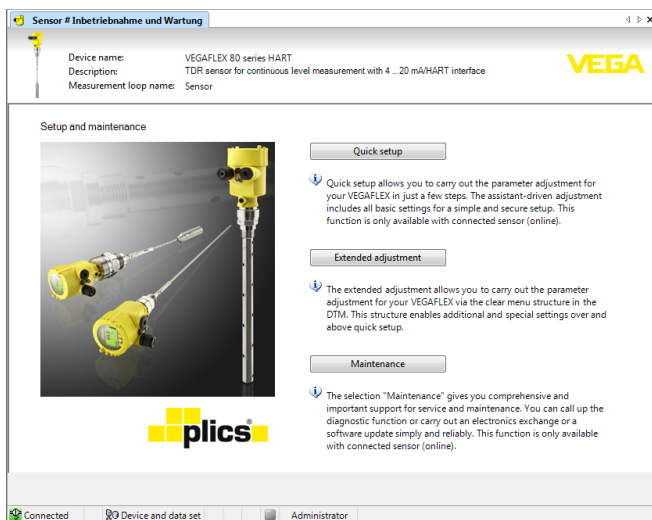 Sensor # Inbetriebnahme und Wartung
Device name: VEGAFLEX 80 series HART
Description: TDR sensor for continuous level measurement with 4 .. 20 mA/HART interface
Measurement loop name: Sensor
VEGA
Setup and maintenance
Quick setup
Quick setup allows you to carry out the parameter adjustment for
your VEGAFLEX in just a few steps. The assistant-driven adjustment
includes all basic settings for a simple and secure setup. This
function is only available with connected sensor (online).
Extended adjustment
The extended adjustment allows you to carry out the parameter
adjustment for your VEGAFLEX via the clear menu structure in the
DTM. This structure enables additional and special settings over and
above quick setup.
Maintenance
The selection "Maintenance" gives you comprehensive and
important support for service and maintenance. You can call up the
diagnostic function or carry out an electronics exchange or a
software update simply and reliably. This function is only available
with connected sensor (online).
plics®
Connected Device and data set Administrator